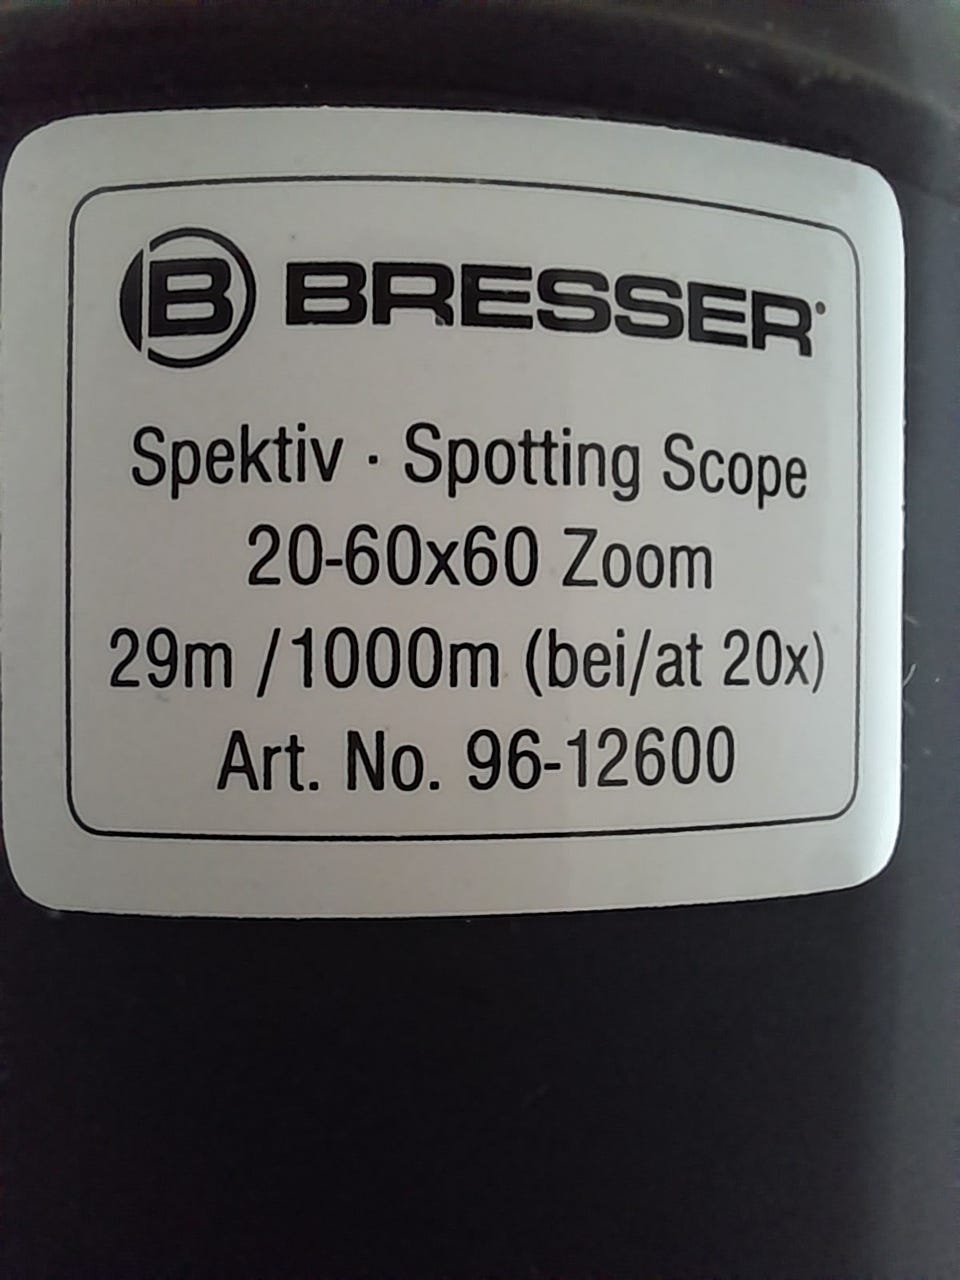 B BRESSER®
Spektiv · Spotting Scope
20-60x60 Zoom
29m /1000m (bei/at 20x)
Art. No. 96-12600